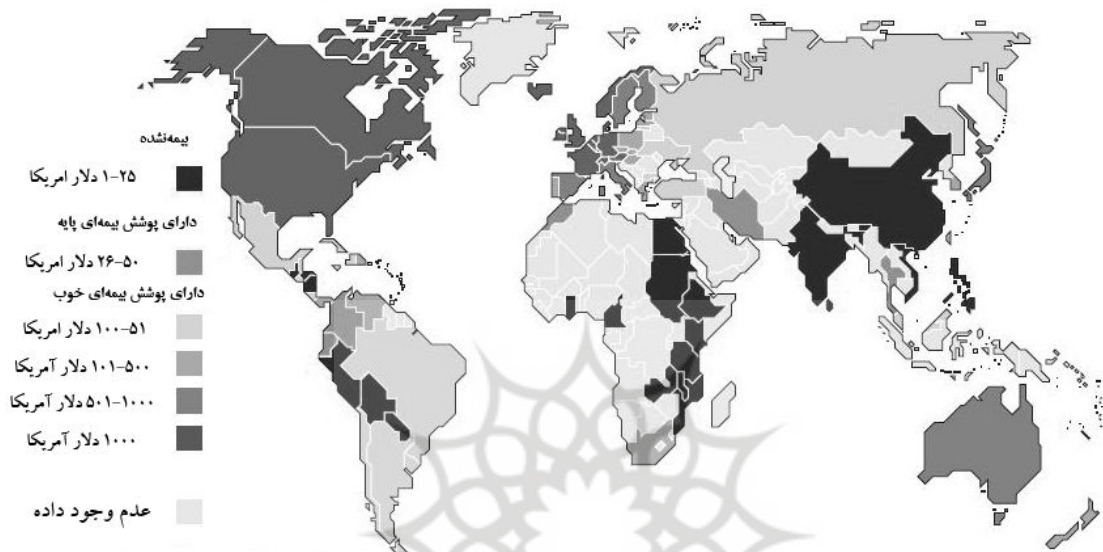 بیمه‌نشده
۱-۲۵ دلار امریکا
دارای پوشش بیمه‌ای پایه
۲۶-۵۰ دلار امریکا
دارای پوشش بیمه‌ای خوب
۵۱-۱۰۰ دلار امریکا
۱۰۱-۵۰۰ دلار آمریکا
۵۰۱-۱۰۰۰ دلار آمریکا
۱۰۰۰ دلار آمریکا
عدم وجود داده